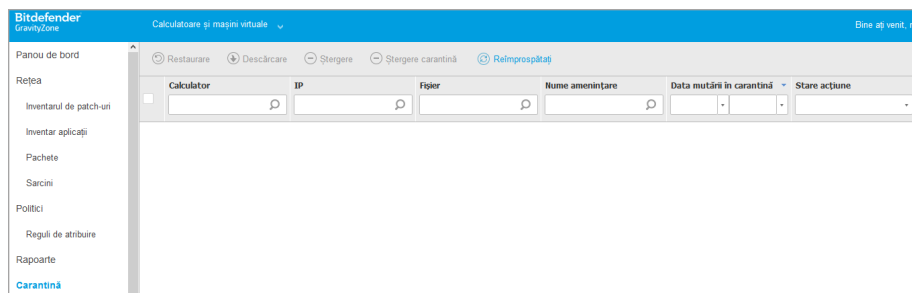 Bitdefender
GravityZone
Calculatoare și mașini virtuale
Bine ați venit,
Panou de bord
Rețea
Inventarul de patch-uri
Inventar aplicații
Pachete
Sarcini
Politici
Reguli de atribuire
Rapoarte
Carantină
Restaurare Descărcare Ștergere Ștergere carantină Reîmprospătați
Calculator IP Fișier Nume amenințare Data mutării în carantină Stare acțiune